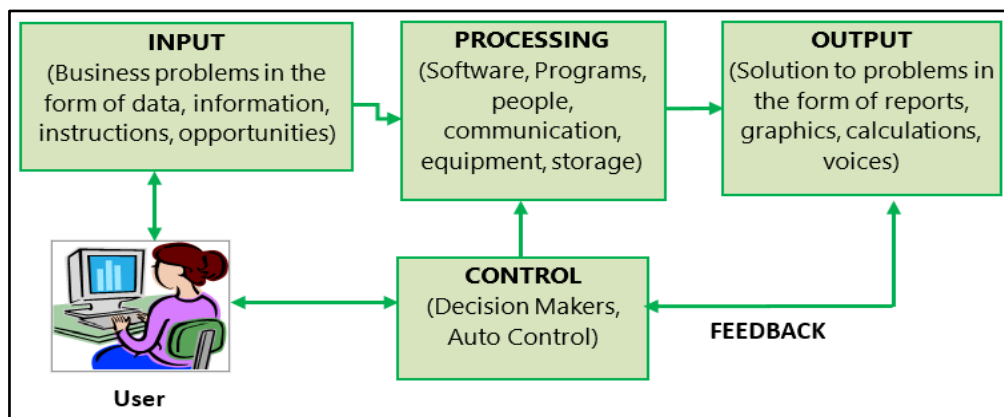 INPUT
(Business problems in the
form of data, information,
instructions, opportunities)
PROCESSING
(Software, Programs,
people,
communication,
equipment, storage)
OUTPUT
(Solution to problems in
the form of reports,
graphics, calculations,
voices)
CONTROL
(Decision Makers,
Auto Control)
FEEDBACK
User